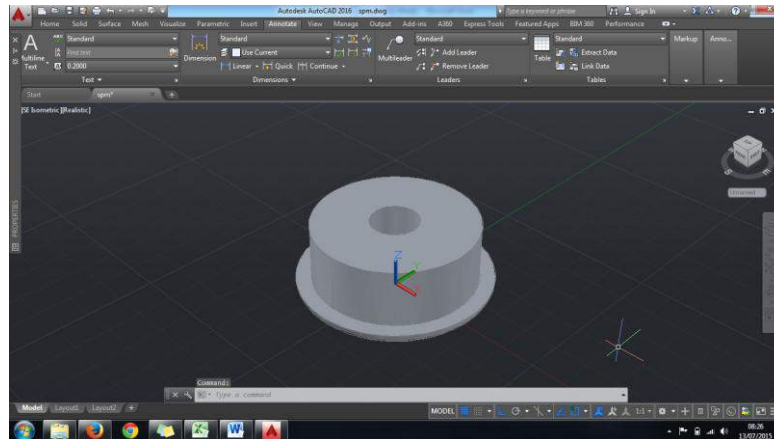 Autodesk AutoCAD 2016 spm.dwg
Type a keyword or phrase
Sign In
Home Solid Surface Mesh Visualize Parametric Insert Annotate View Manage Output Add-ins A360 Express Tools Featured Apps BIM 360 Performance
A Multiline Text
ABC Standard
Find text
0.2000
Text
Dimension
Standard
Use Current
Linear Quick Continue
Dimensions
Multileader
Standard
Add Leader
Remove Leader
Leaders
Table
Standard
Extract Data
Link Data
Tables
Markup
Anno...
Start spm*
[SE Isometric][Realistic]
Unnamed
PROPERTIES
Z
Y
Command:
Type a command
Model Layout1 Layout2 +
MODEL
1:1
08:26
13/07/2015